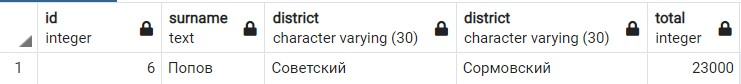 id surname district district total
integer text character varying (30) character varying (30) integer
1 6 Попов Советский Сормовский 23000